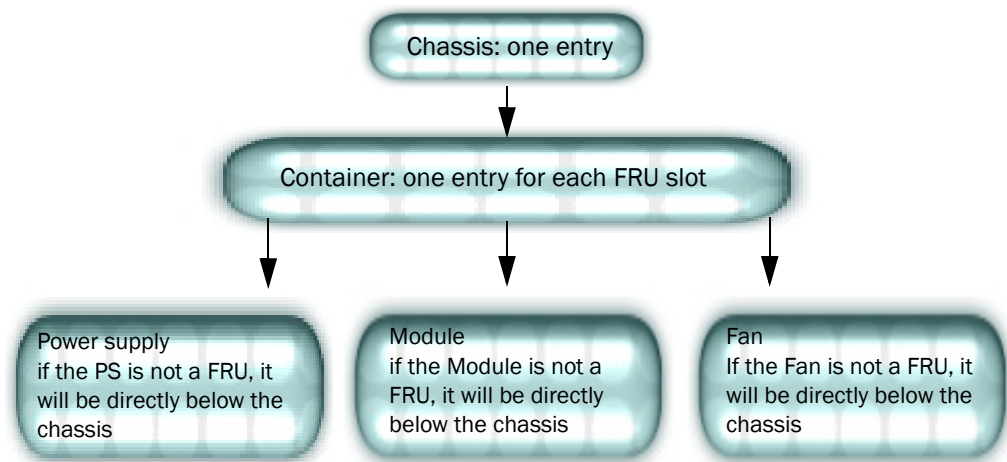 Chassis: one entry
Container: one entry for each FRU slot
Power supply
if the PS is not a FRU, it
will be directly below the
chassis
Module
if the Module is not a
FRU, it will be directly
below the chassis
Fan
If the Fan is not a FRU, it
will be directly below the
chassis